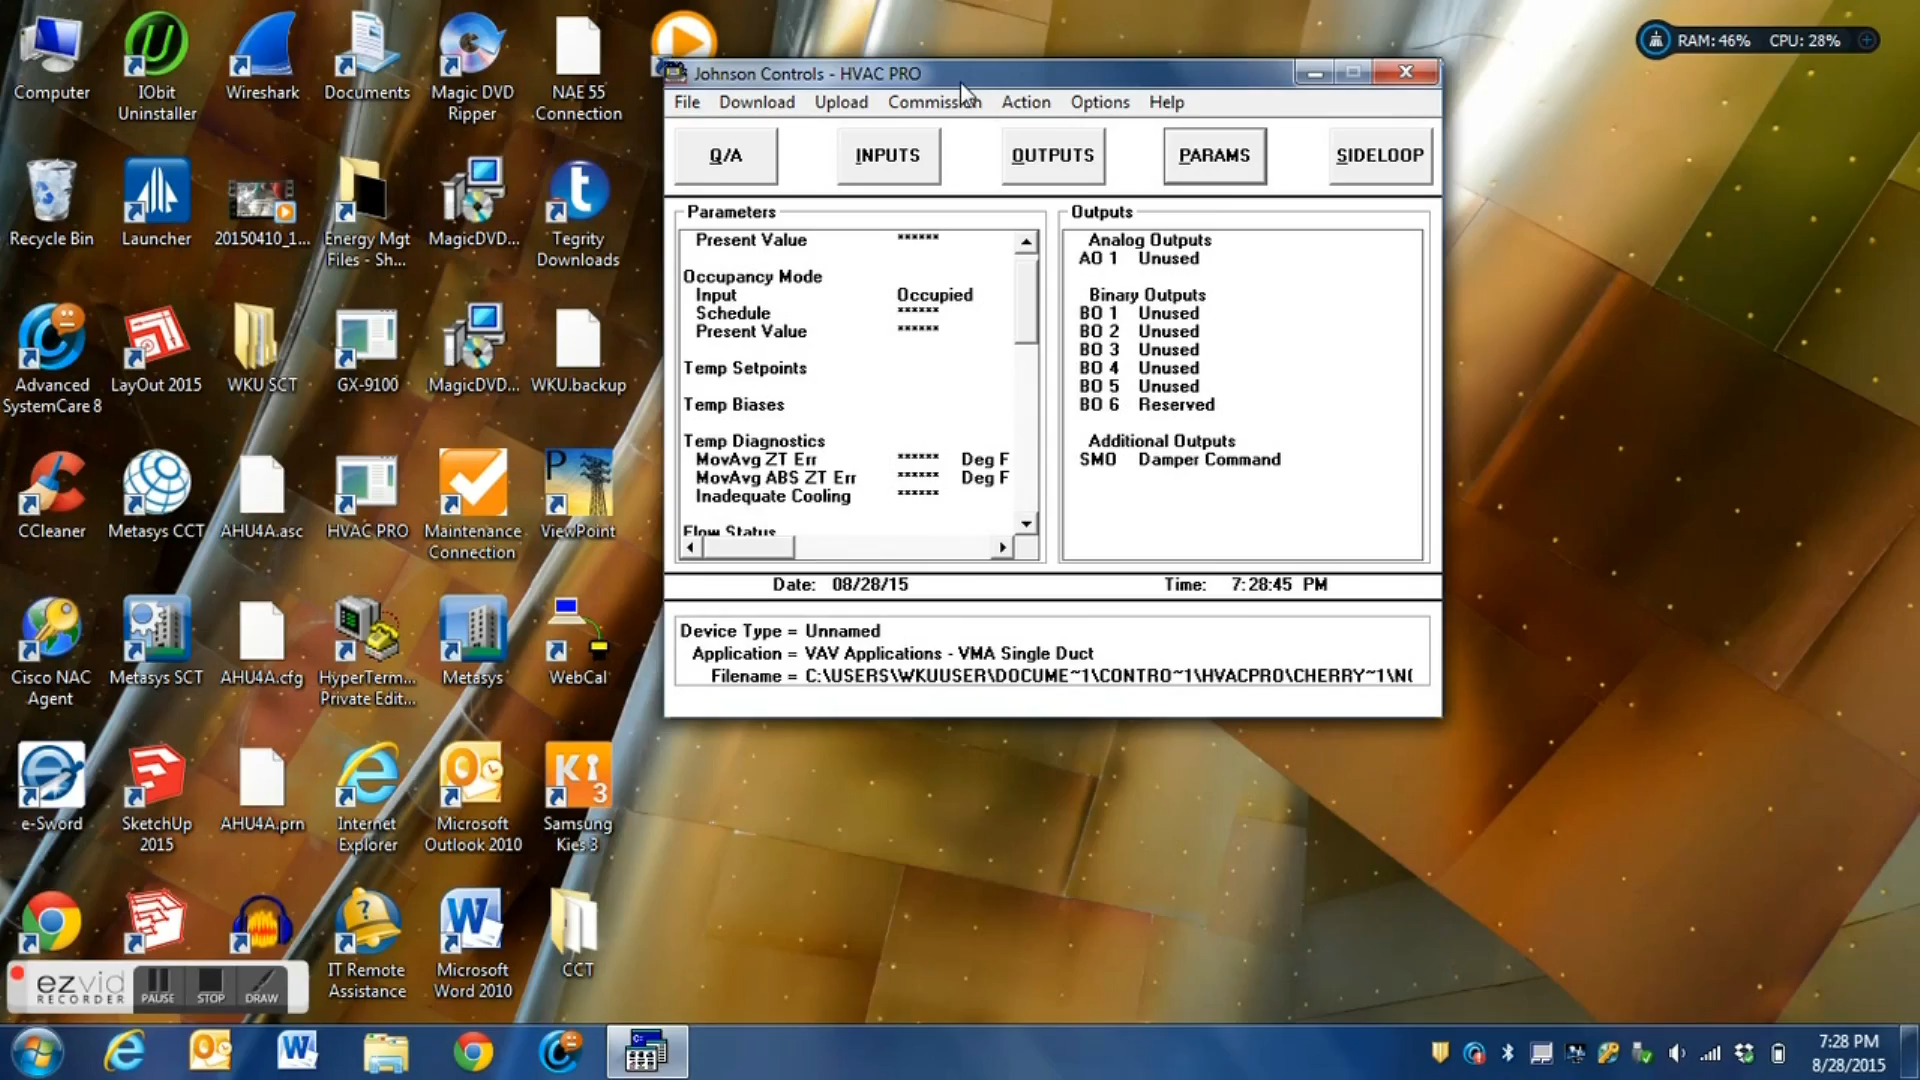 Computer
IObit
Uninstaller
Wireshark
Documents
Magic DVD
Ripper
NAE 55
Connection
Recycle Bin
Launcher
20150410_1...
Energy Mgt
Files - Sh...
MagicDVD...
Tegrity
Downloads
Advanced
SystemCare 8
LayOut 2015
WKU SCT
GX-9100
MagicDVD...
WKU.backup
CCleaner
Metasys CCT
AHU4A.asc
HVAC PRO
Maintenance
Connection
ViewPoint
Cisco NAC
Agent
Metasys SCT
AHU4A.cfg
HyperTerm...
Private Edit...
Metasys
WebCal
e-Sword
SketchUp
2015
AHU4A.prn
Internet
Explorer
Microsoft
Outlook 2010
Samsung
Kies 3
IT Remote
Assistance
Microsoft
Word 2010
CCT
ezvid
RECORDER
PAUSE
STOP
DRAW
Johnson Controls - HVAC PRO
File Download Upload Commission Action Options Help
Q/A INPUTS OUTPUTS PARAMS SIDELOOP
Parameters
Present Value ******
Occupancy Mode
Input Occupied
Schedule ******
Present Value ******
Temp Setpoints
Temp Biases
Temp Diagnostics
MovAvg ZT Err ****** Deg F
MovAvg ABS ZT Err ****** Deg F
Inadequate Cooling ******
Flow Status
Outputs
Analog Outputs
AO 1 Unused
Binary Outputs
BO 1 Unused
BO 2 Unused
BO 3 Unused
BO 4 Unused
BO 5 Unused
BO 6 Reserved
Additional Outputs
SMO Damper Command
Date: 08/28/15 Time: 7:28:45 PM
Device Type = Unnamed
Application = VAV Applications - VMA Single Duct
Filename = C:\USERS\WKUUSER\DOCUME~1\CONTRO~1\HVACPRO\CHERRY~1\N(
RAM: 46% CPU: 28%
7:28 PM
8/28/2015